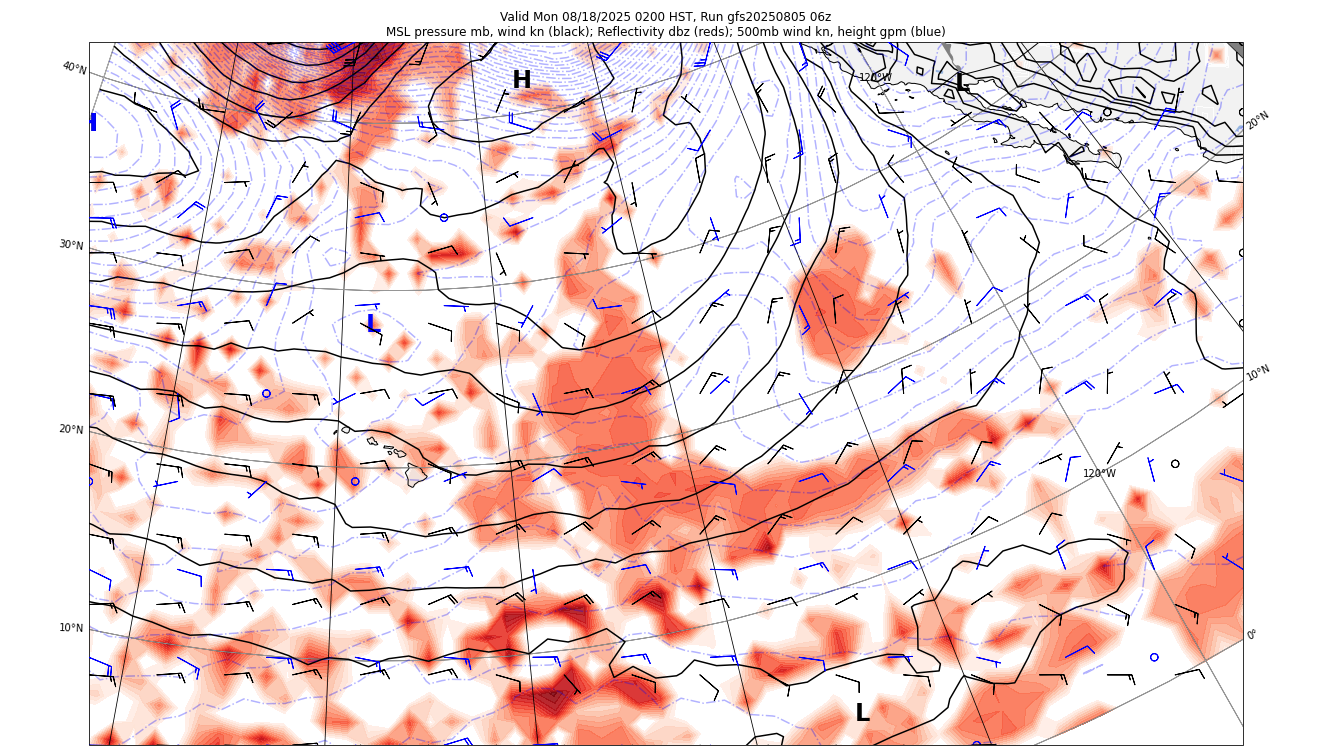 Valid Mon 08/18/2025 0200 HST, Run gfs20250805 06z
MSL pressure mb, wind kn (black); Reflectivity dbz (reds); 500mb wind kn, height gpm (blue)
40°N
H
120°W
L
20°N
30°N
L
10°N
20°N
120°W
10°N
0°
L